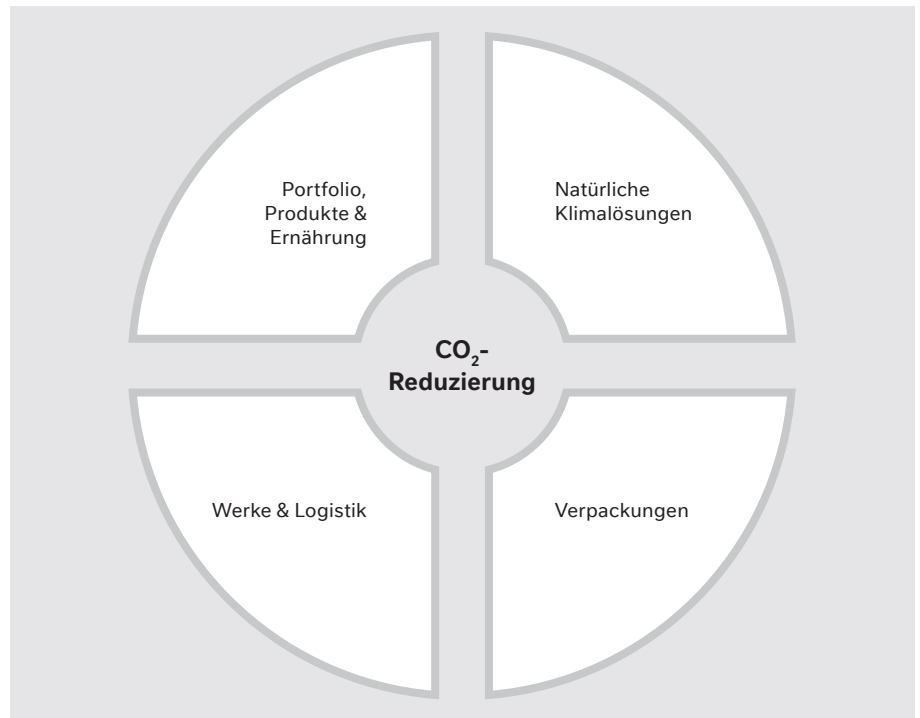 Portfolio,
Produkte &
Ernährung
Natürliche
Klimalösungen
CO₂-
Reduzierung
Werke & Logistik
Verpackungen